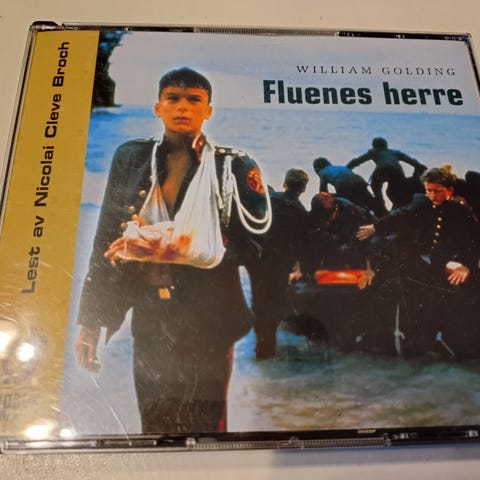 WILLIAM GOLDING
Fluenes herre
Lest av Nicolai Cleve Broch